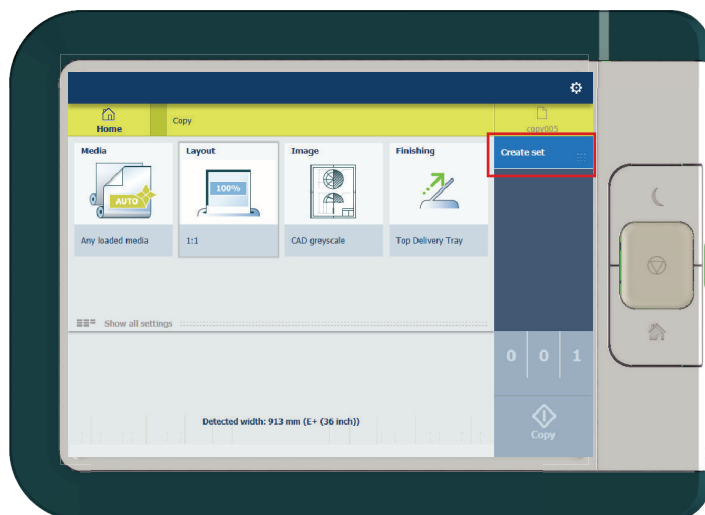 Home
Copy
copy005
Media
Layout
Image
Finishing
Create set
AUTO
100%
Any loaded media
1:1
CAD greyscale
Top Delivery Tray
Show all settings
0 0 1
Detected width: 913 mm (E+ (36 inch))
Copy